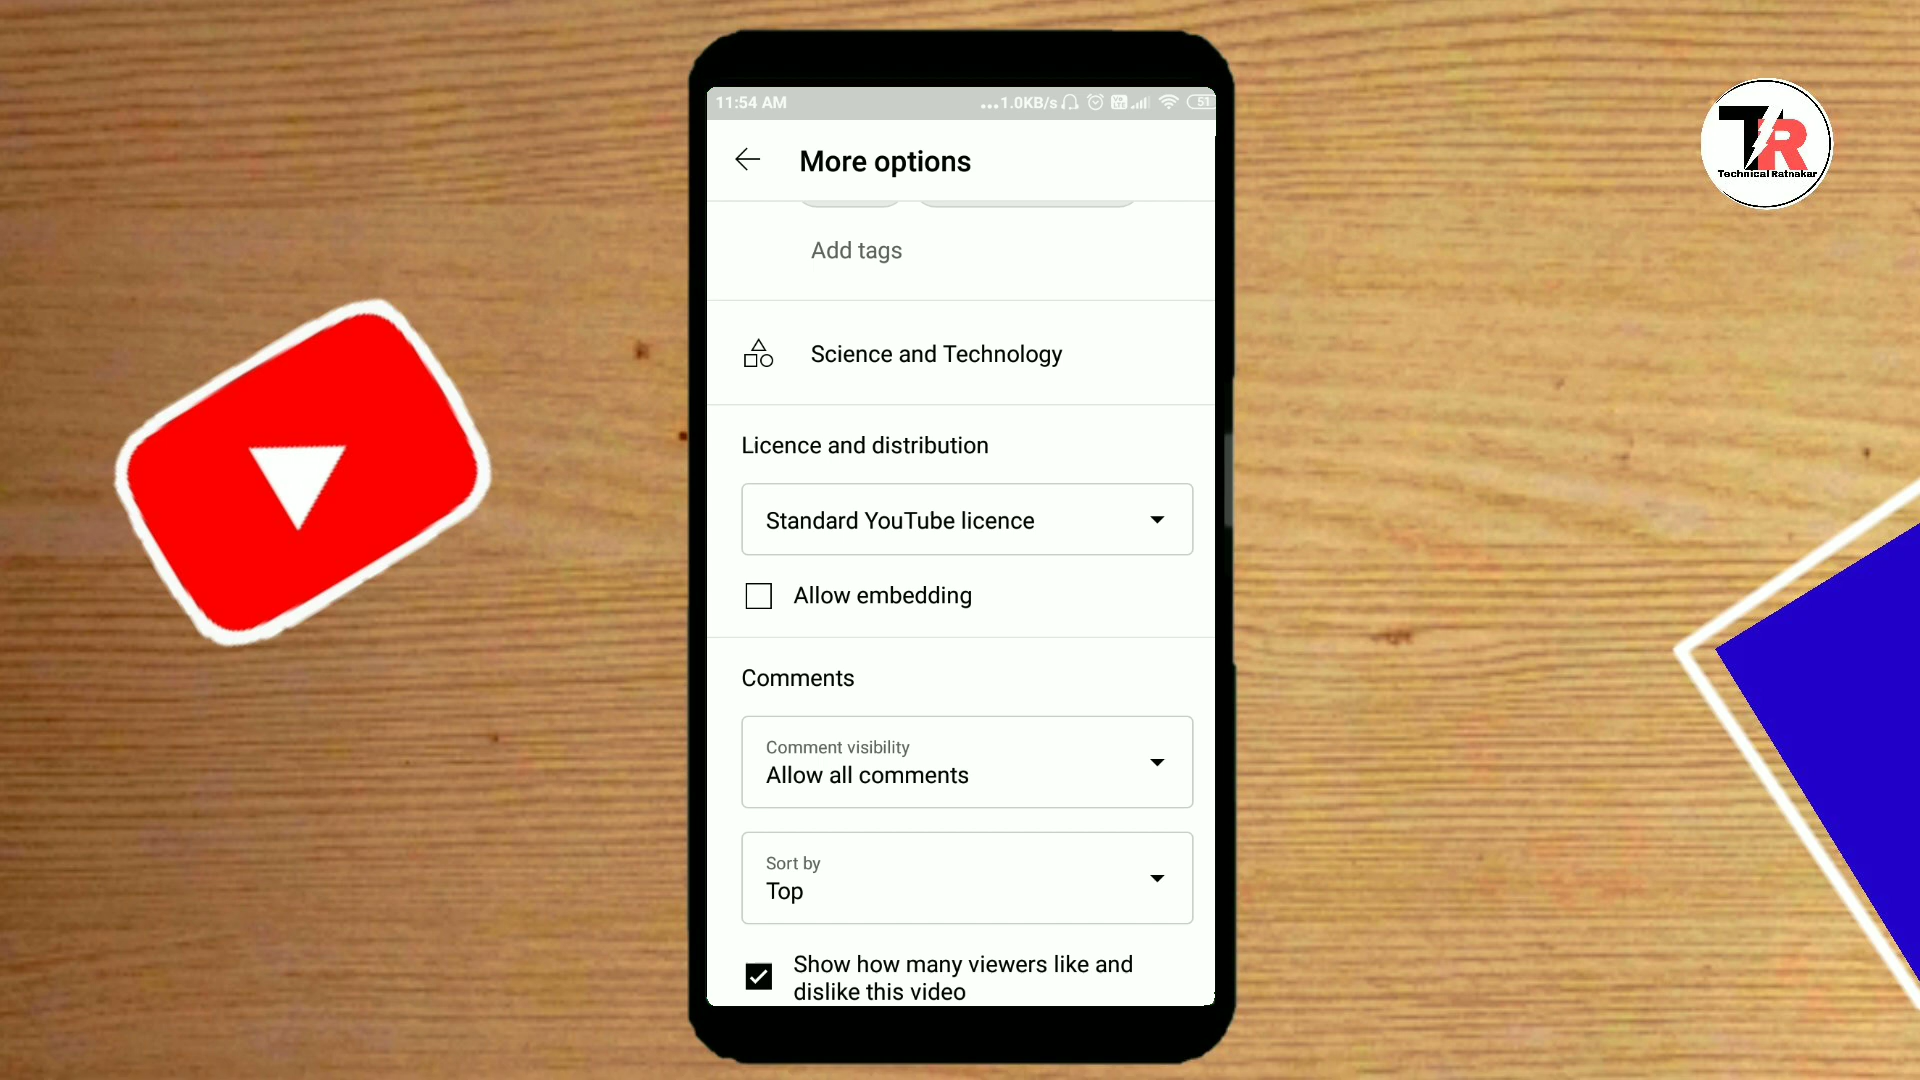 11:54 AM ...1.0KB/s 51
More options
Add tags
Science and Technology
Licence and distribution
Standard YouTube licence
Allow embedding
Comments
Comment visibility
Allow all comments
Sort by
Top
Show how many viewers like and
dislike this video
TR
Technical Ratnakar